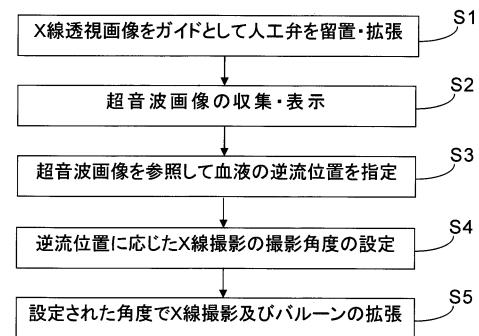 S1
X線透視画像をガイドとして人工弁を留置・拡張
S2
超音波画像の収集・表示
S3
超音波画像を参照して血液の逆流位置を指定
S4
逆流位置に応じたX線撮影の撮影角度の設定
S5
設定された角度でX線撮影及びバルーンの拡張